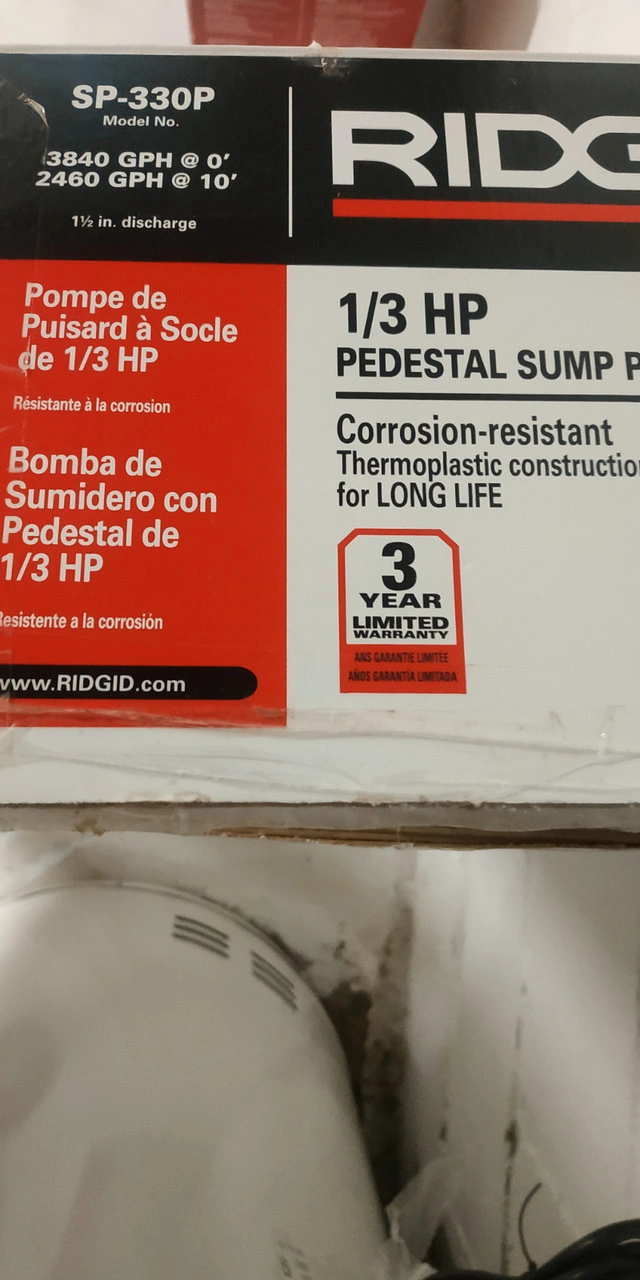 SP-330P
Model No.
3840 GPH @ 0'
2460 GPH @ 10'
1½ in. discharge
RIDG
1/3 HP
PEDESTAL SUMP P
Corrosion-resistant
Thermoplastic constructio
for LONG LIFE
3
YEAR
LIMITED
WARRANTY
ANS GARANTIE LIMITEE
AÑOS GARANTIA LIMITADA
Pompe de
Puisard à Socle
de 1/3 HP
Résistante à la corrosion
Bomba de
Sumidero con
Pedestal de
1/3 HP
Resistente a la corrosión
www.RIDGID.com